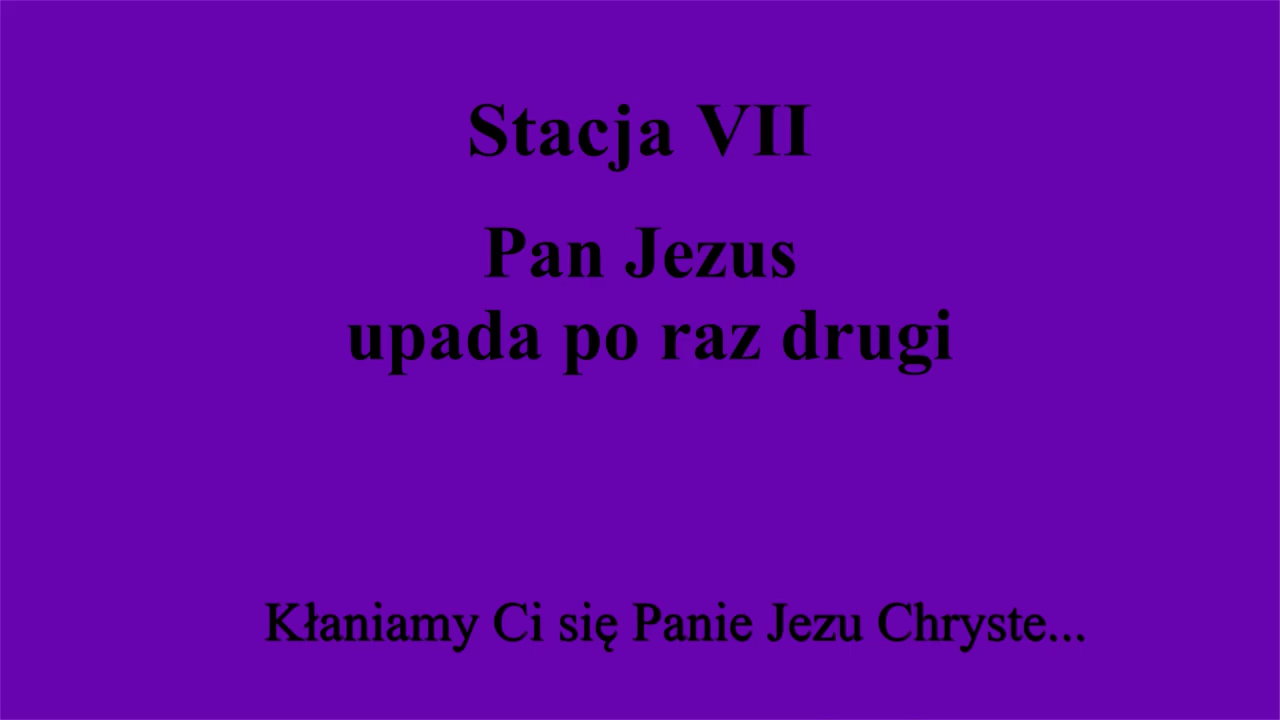 Stacja VII
Pan Jezus
upada po raz drugi
Kłaniamy Ci się Panie Jezu Chryste...